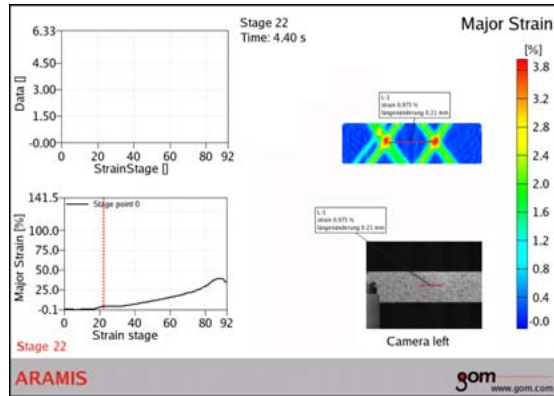 Stage 22
Time: 4.40 s
Major Strain
[%]
6.33
4.50
3.00
1.50
-0.00
Data []
0 20 40 60 80 92
StrainStage []
L-1
strain 0.975 %
längenänderung 0.21 mm
3.8
3.2
2.8
2.4
2.0
1.6
1.2
0.8
0.4
-0.0
141.5
100.0
75.0
50.0
25.0
-0.1
Major Strain [%]
Stage point 0
0 20 40 60 80 92
Strain stage
L-1
strain 0.975 %
längenänderung 0.21 mm
Camera left
Stage 22
ARAMIS
gom
www.gom.com